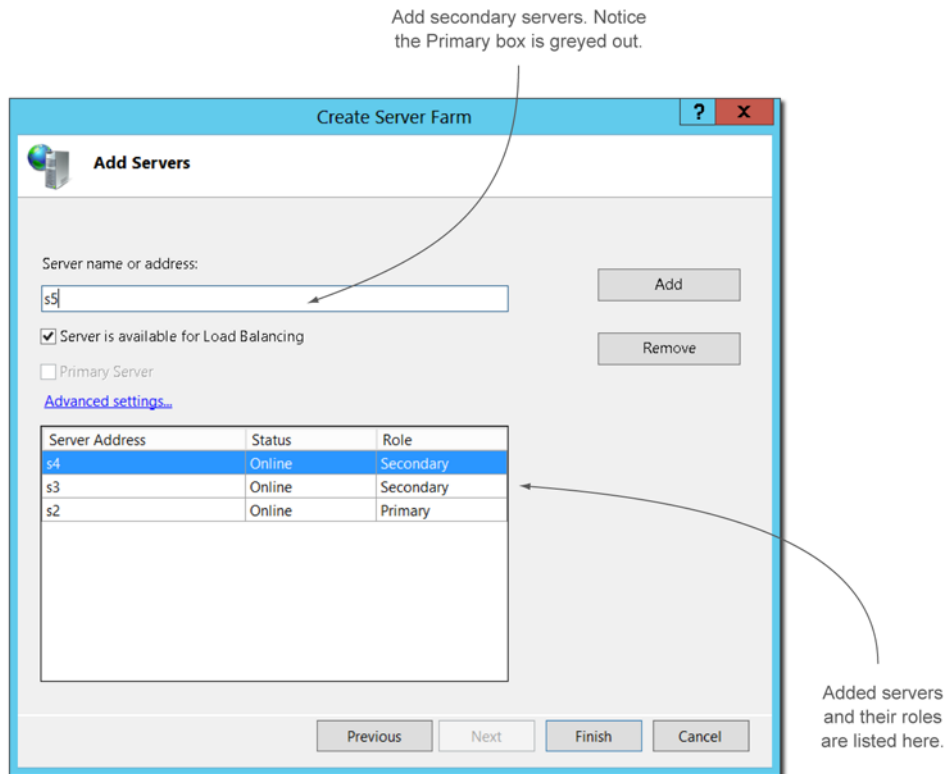 Add secondary servers. Notice
the Primary box is greyed out.
Create Server Farm
? x
Add Servers
Server name or address:
s5
Add
Server is available for Load Balancing
Remove
Primary Server
Advanced settings...
Server Address Status Role
s4 Online Secondary
s3 Online Secondary
s2 Online Primary
Added servers
and their roles
are listed here.
Previous Next Finish Cancel